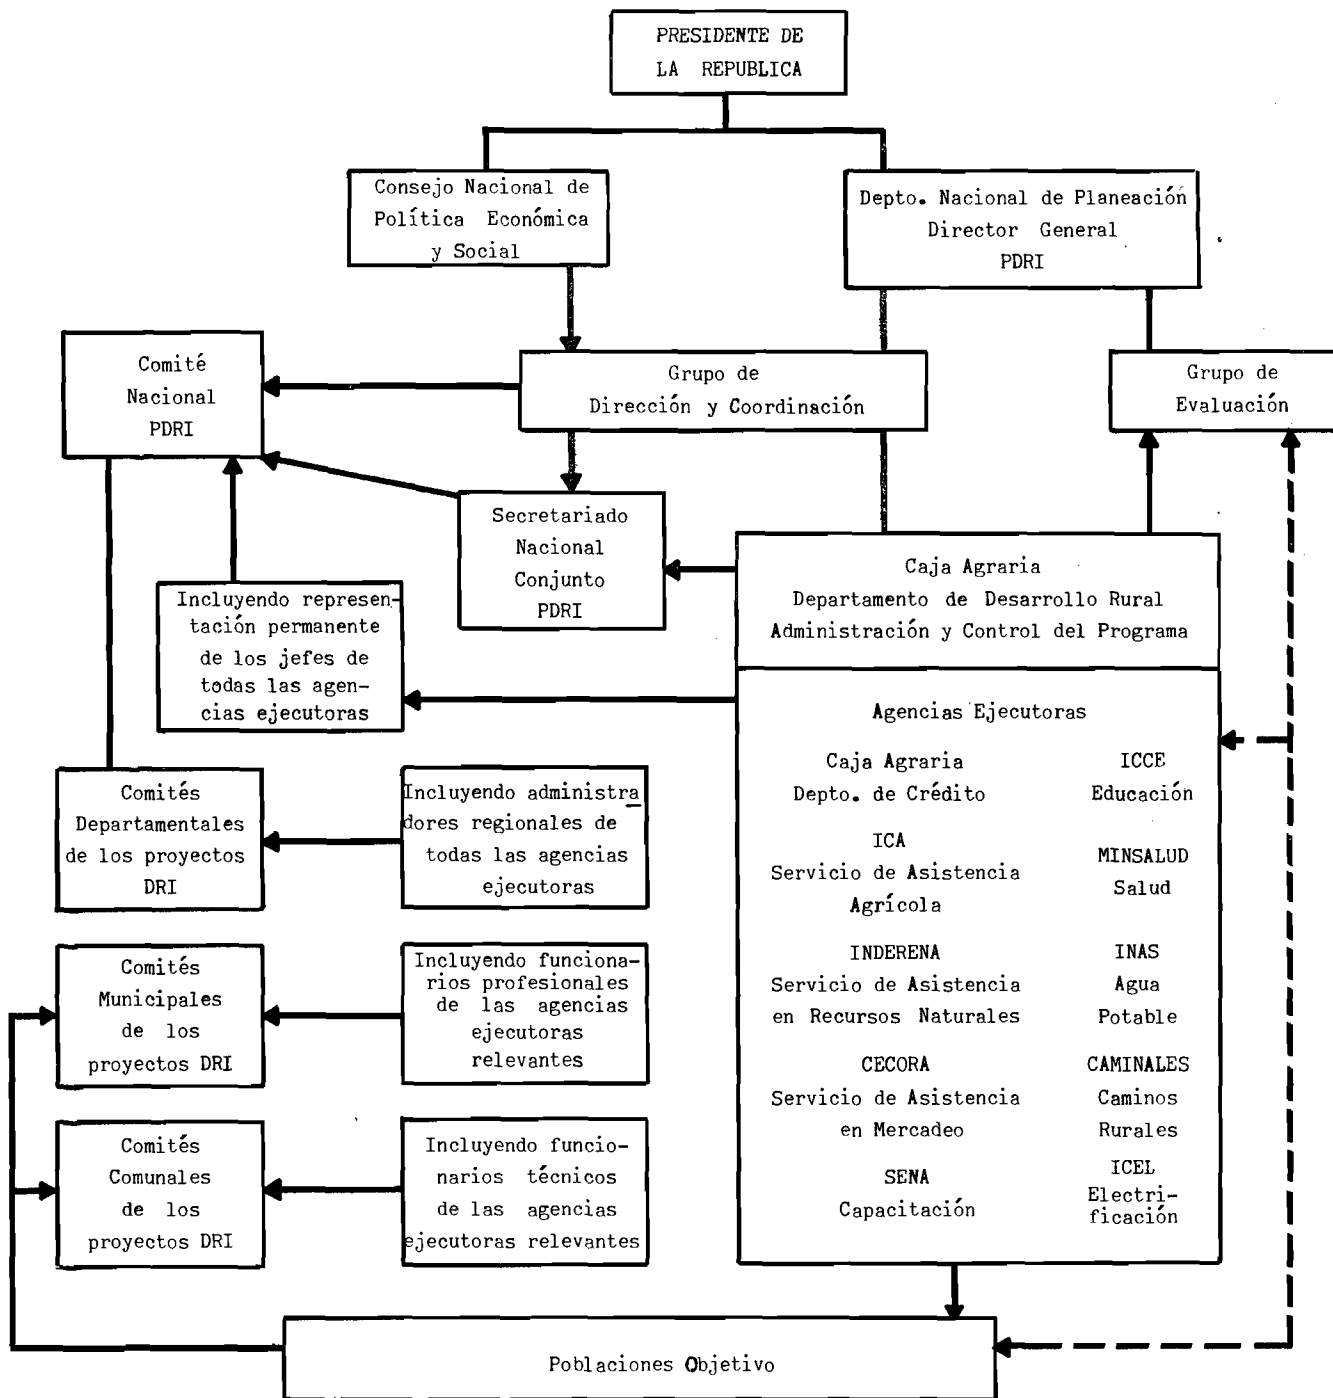 PRESIDENTE DE
LA REPUBLICA
Consejo Nacional de
Política Económica
y Social
Depto. Nacional de Planeación
Director General
PDRI
Comité
Nacional
PDRI
Grupo de
Dirección y Coordinación
Grupo de
Evaluación
Secretariado
Nacional
Conjunto
PDRI
Caja Agraria
Departamento de Desarrollo Rural
Administración y Control del Programa
Incluyendo represen-
tación permanente
de los jefes de
todas las agen-
cias ejecutoras
Agencias Ejecutoras
Caja Agraria
Depto. de Crédito
ICCE
Educación
ICA
Servicio de Asistencia
Agrícola
MINSALUD
Salud
INDERENA
Servicio de Asistencia
en Recursos Naturales
INAS
Agua
Potable
CECORA
Servicio de Asistencia
en Mercadeo
CAMINALES
Caminos
Rurales
SENA
Capacitación
ICEL
Electri-
ficación
Comités
Departamentales
de los proyectos
DRI
Incluyendo administra
dores regionales de
todas las agencias
ejecutoras
Comités
Municipales
de los
proyectos DRI
Incluyendo funciona-
rios profesionales
de las agencias
ejecutoras
relevantes
Comités
Comunales
de los
proyectos DRI
Incluyendo funcio-
narios técnicos
de las agencias
ejecutoras relevantes
Poblaciones Objetivo